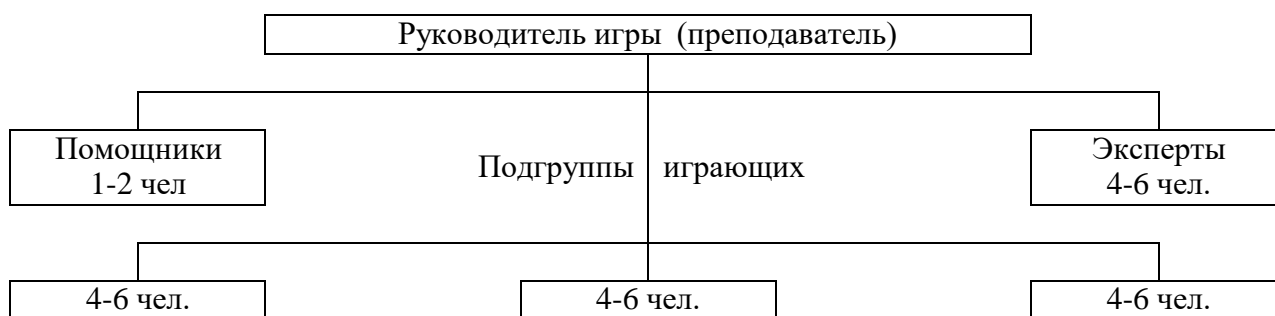 Руководитель игры (преподаватель)
Помощники
1-2 чел
Подгруппы играющих
Эксперты
4-6 чел.
4-6 чел.
4-6 чел.
4-6 чел.